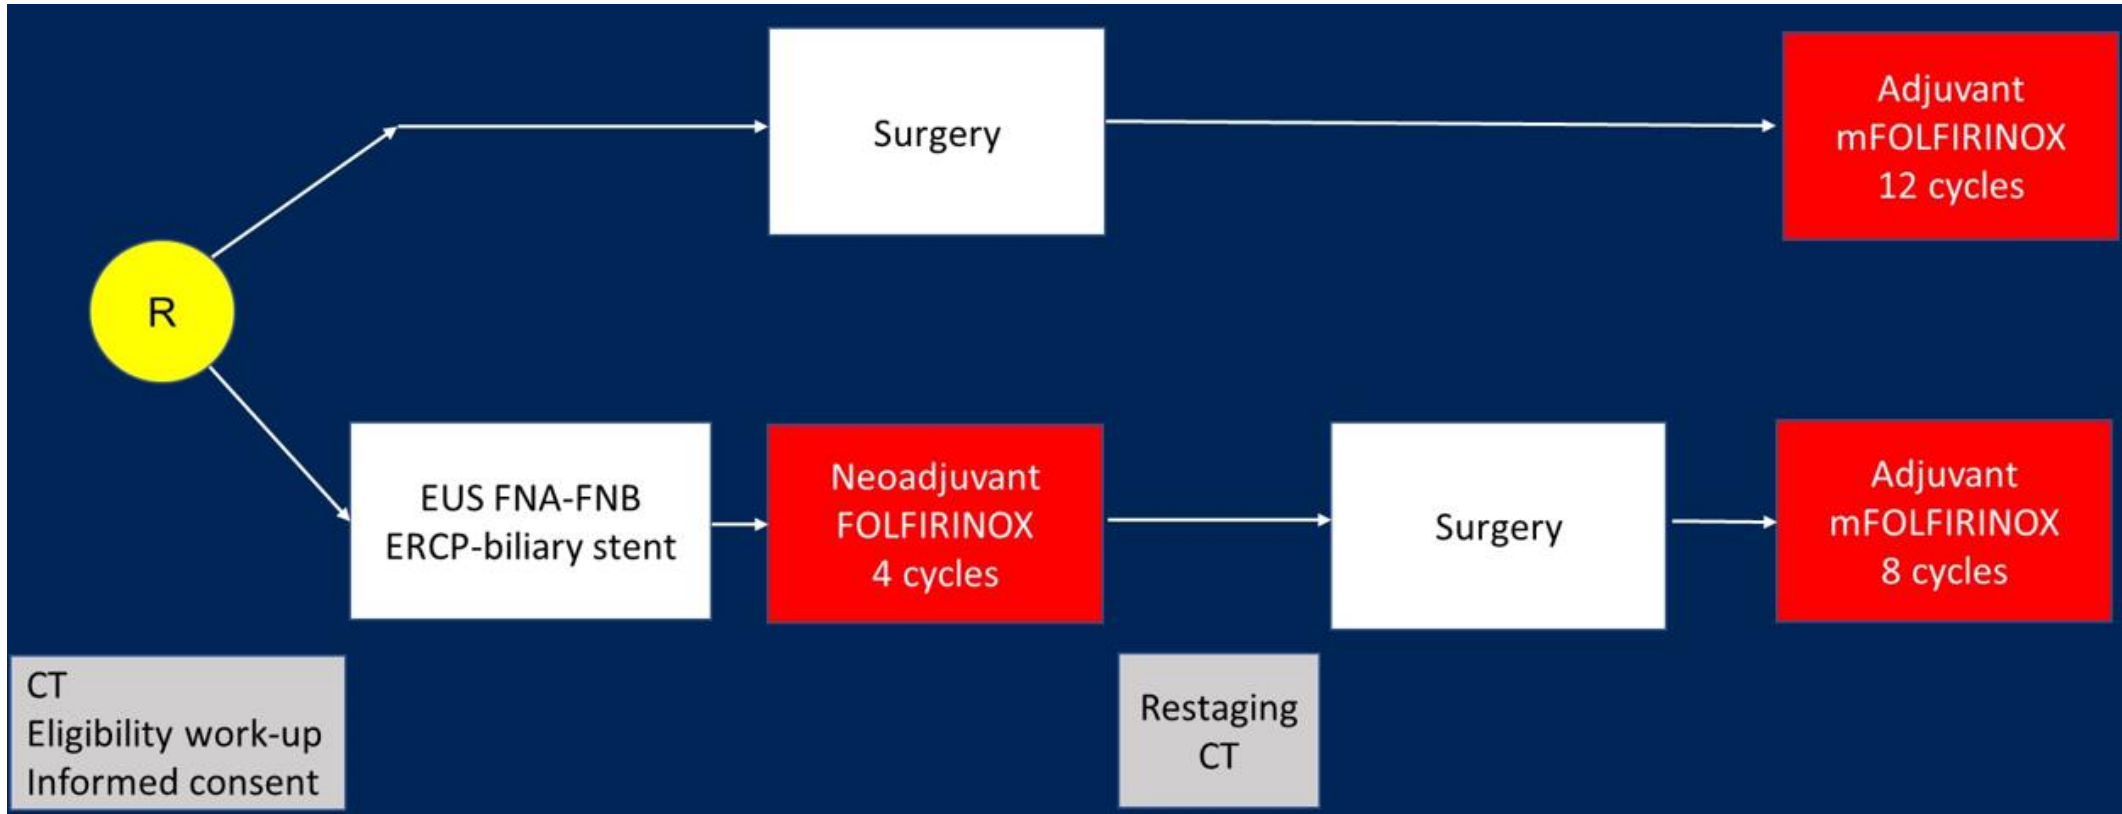 Surgery
Adjuvant
mFOLFIRINOX
12 cycles
R
EUS FNA-FNB
ERCP-biliary stent
Neoadjuvant
FOLFIRINOX
4 cycles
Surgery
Adjuvant
mFOLFIRINOX
8 cycles
CT
Eligibility work-up
Informed consent
Restaging
CT